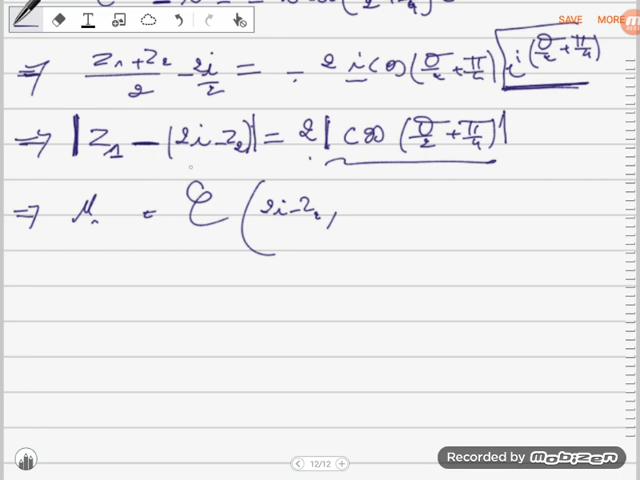 SAVE MORE
⇒ (z₁+z₂)/2 - 2i/2 = - 2 i cos(θ/2 + π/4) i^(θ/2 + π/4)
⇒ |z₁ - (2i-z₂)| = 2|cos(θ/2 + π/4)|
⇒ M = C(2i-z₂,
12/12
Recorded by Mobizen